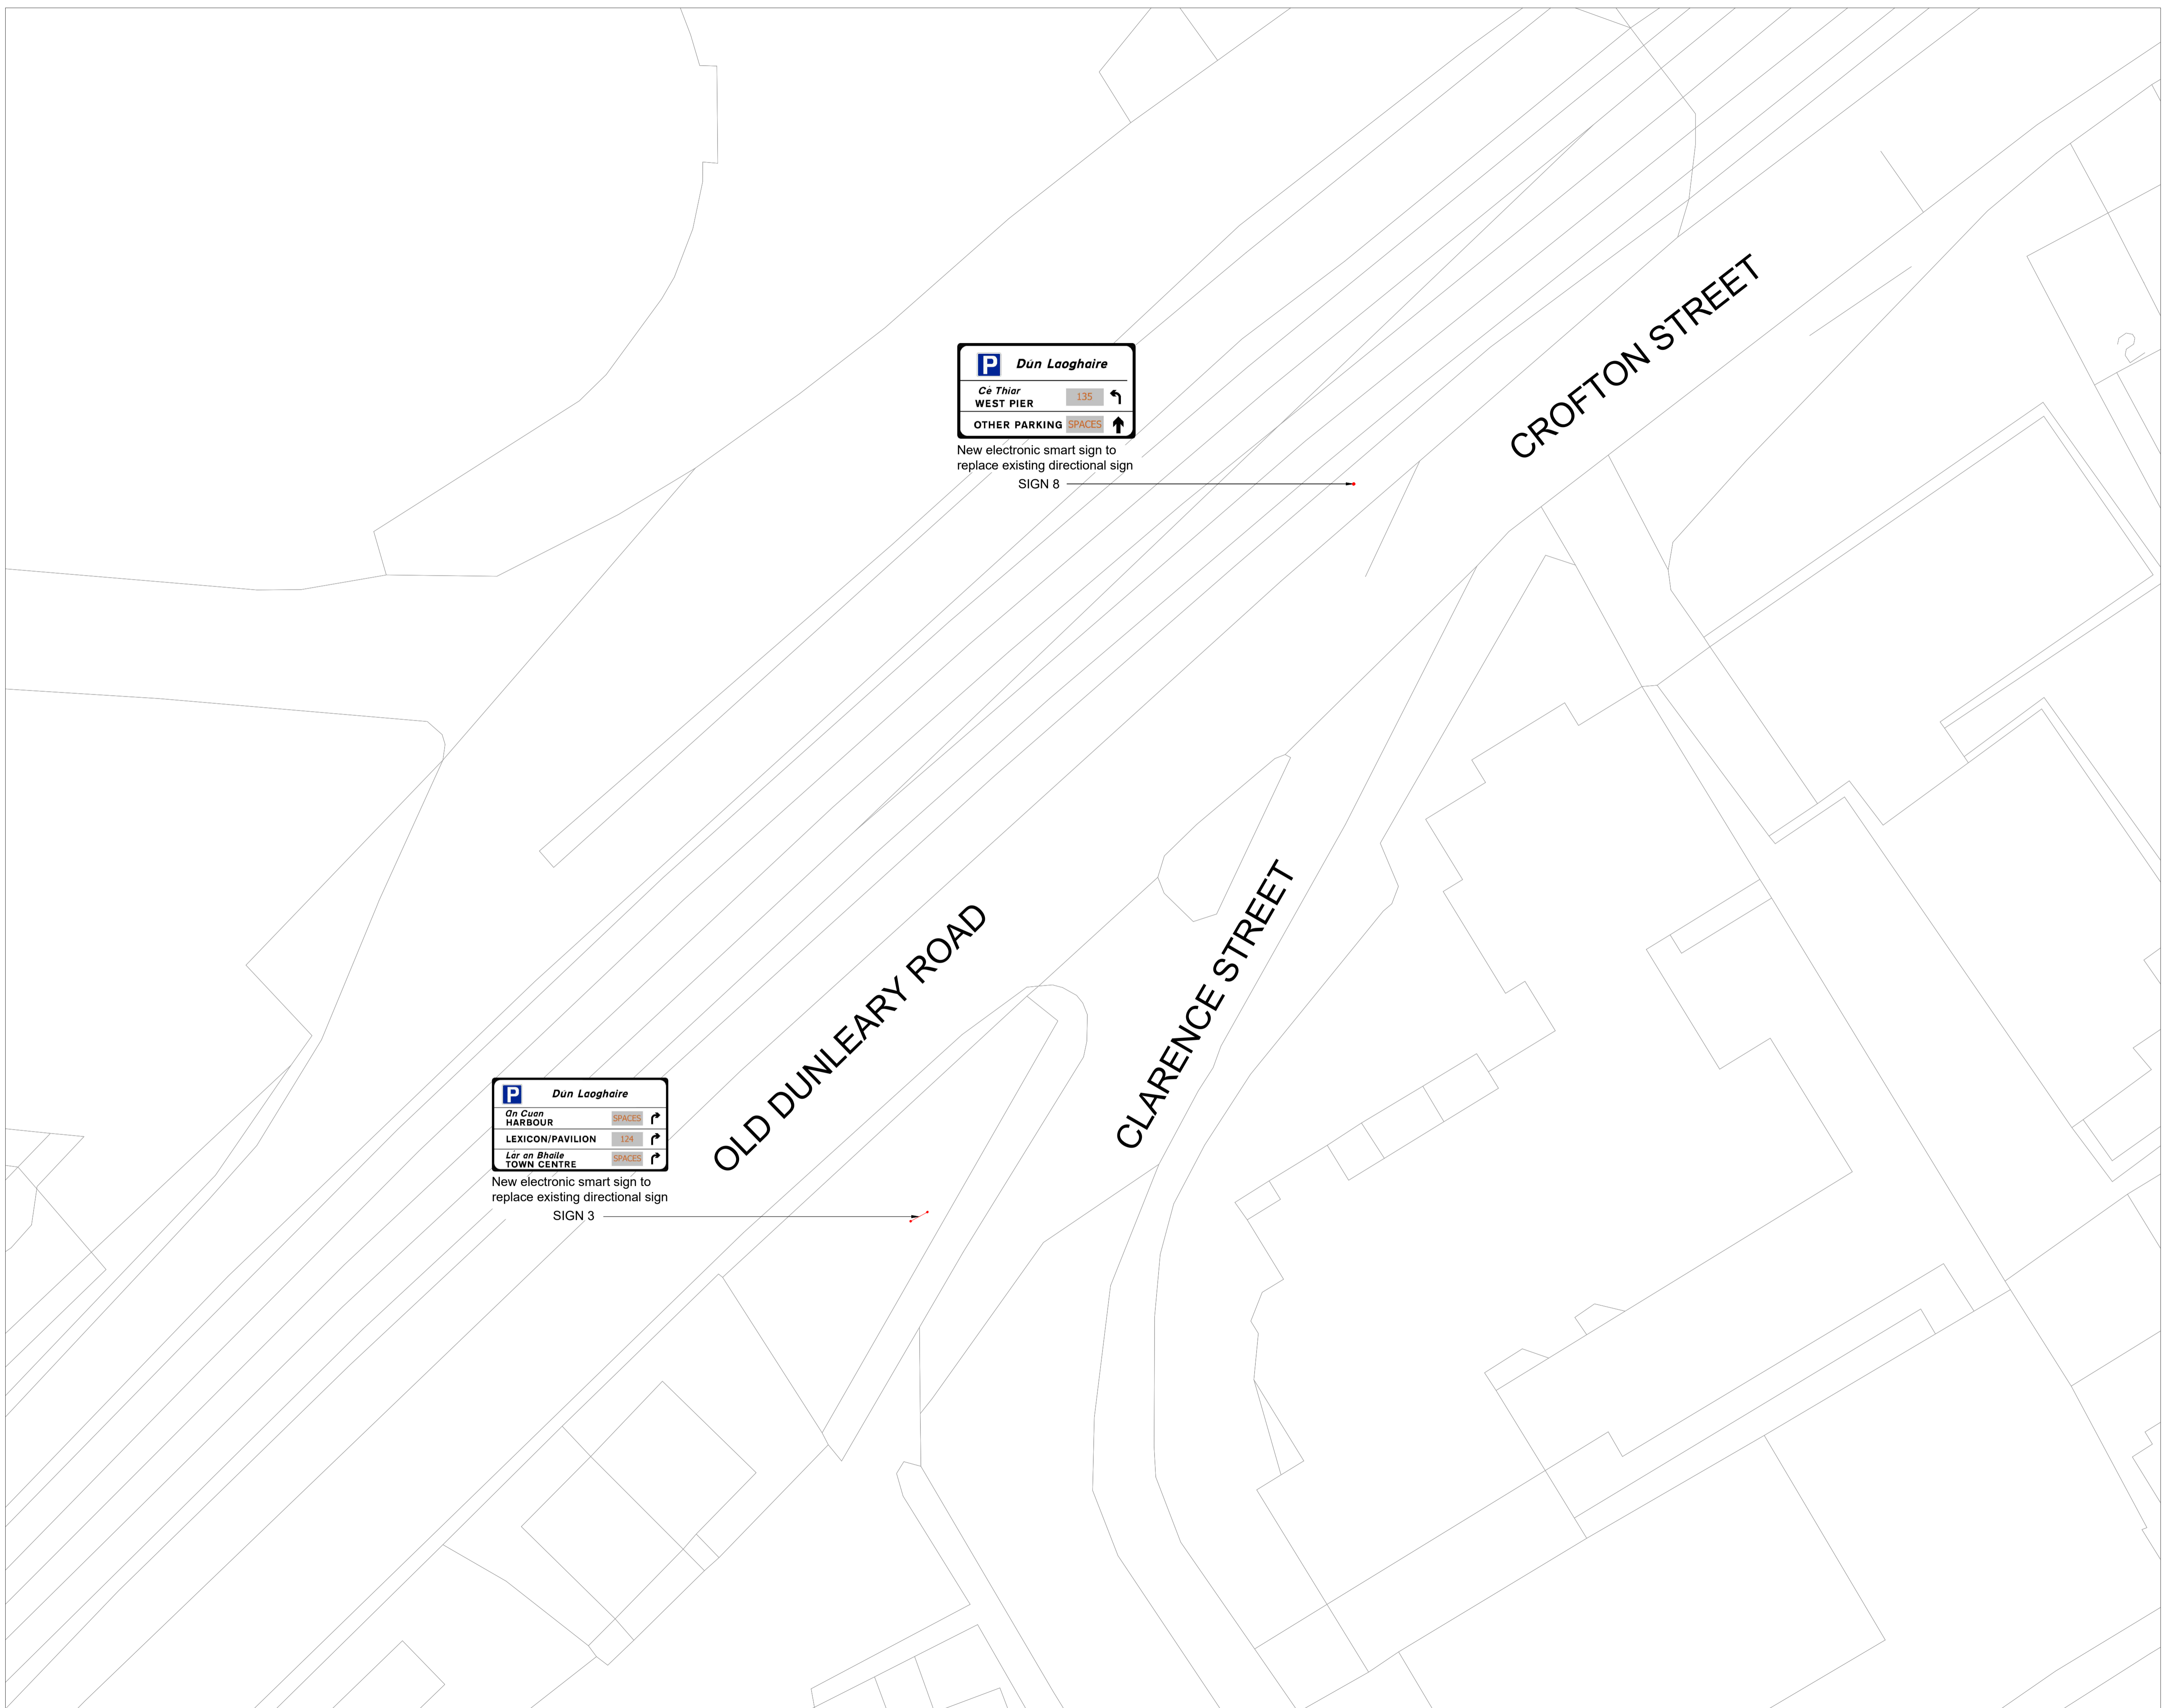 P Dún Laoghaire
Cé Thiar
WEST PIER 135
OTHER PARKING SPACES
New electronic smart sign to
replace existing directional sign
SIGN 8
CROFTON STREET
OLD DUNLEARY ROAD
CLARENCE STREET
P Dún Laoghaire
an Cuan
HARBOUR SPACES
LEXICON/PAVILION 124
Lár an Bhaile
TOWN CENTRE SPACES
New electronic smart sign to
replace existing directional sign
SIGN 3